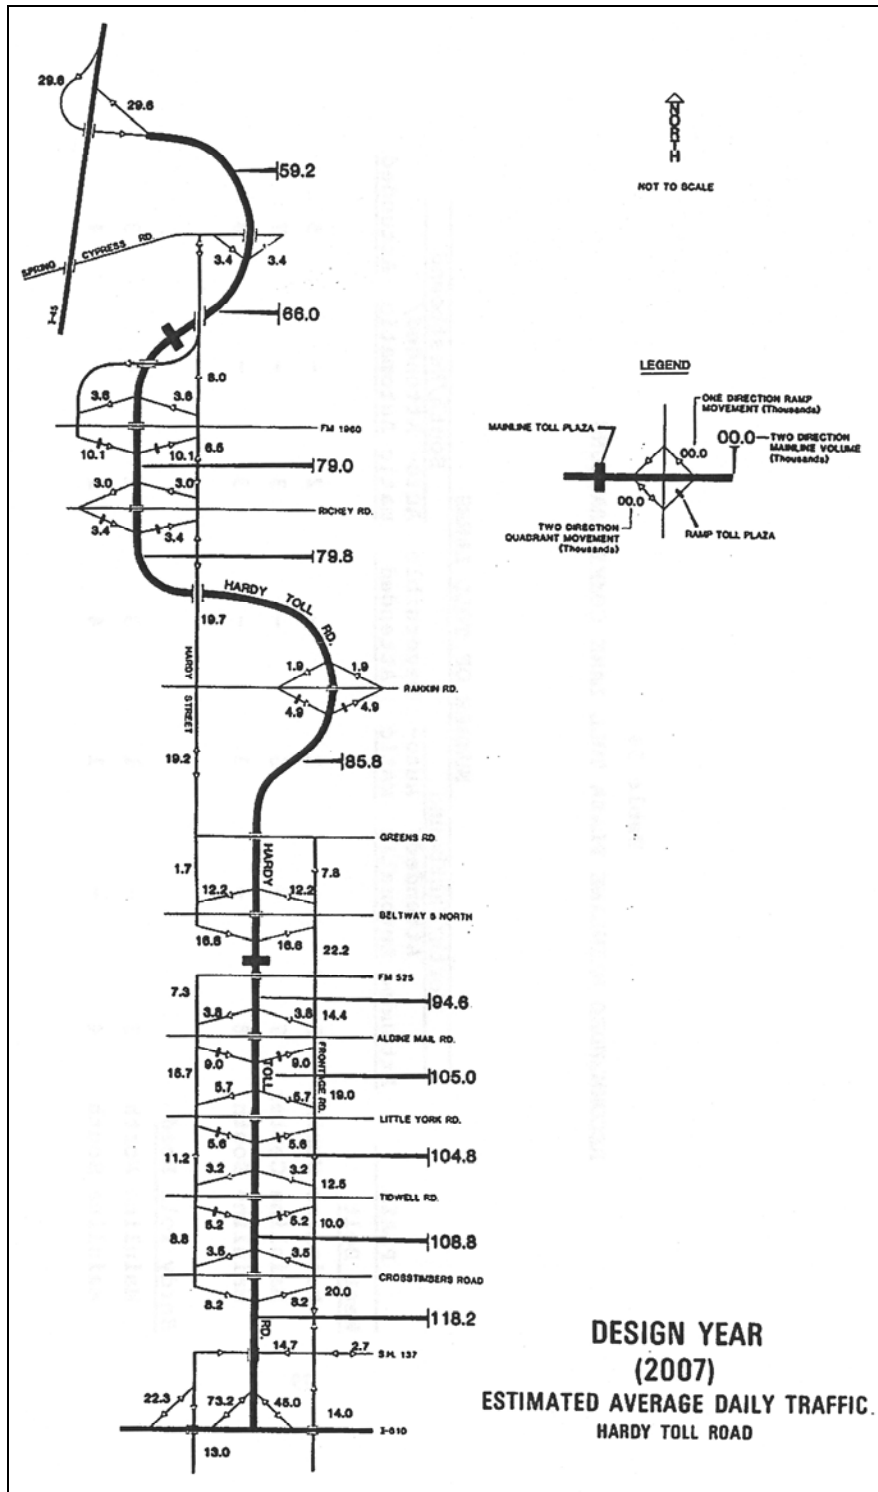 29.6
29.6
NORTH
NOT TO SCALE
59.2
SPRING CYPRESS RD.
3.4
3.4
I-45
66.0
LEGEND
MAINLINE TOLL PLAZA
ONE DIRECTION RAMP
MOVEMENT (Thousands)
00.0
00.0
TWO DIRECTION
MAINLINE VOLUME
(Thousands)
00.0
TWO DIRECTION
QUADRANT MOVEMENT
(Thousands)
RAMP TOLL PLAZA
8.0
3.6
3.6
FM 1960
10.1
10.1
6.5
79.0
3.0
3.0
RICHEY RD.
3.4
3.4
79.8
HARDY TOLL RD.
19.7
HARDY STREET
1.9
1.9
RANKIN RD.
4.9
4.9
19.2
85.8
GREENS RD.
HARDY
1.7
7.8
12.2
12.2
BELTWAY 8 NORTH
16.6
16.6
22.2
FM 525
7.3
94.6
3.8
3.8
14.4
ALDINE MAIL RD.
9.0
9.0
FRONTAGE RD.
TOLL
105.0
15.7
5.7
5.7
19.0
LITTLE YORK RD.
5.6
5.6
11.2
104.8
3.2
3.2
12.5
TIDWELL RD.
5.2
5.2
10.0
8.8
108.8
3.5
3.5
CROSSTIMBERS ROAD
8.2
8.2
20.0
118.2
RD.
14.7
2.7
S.H. 137
22.3
73.2
45.0
14.0
I-610
13.0
DESIGN YEAR
(2007)
ESTIMATED AVERAGE DAILY TRAFFIC.
HARDY TOLL ROAD